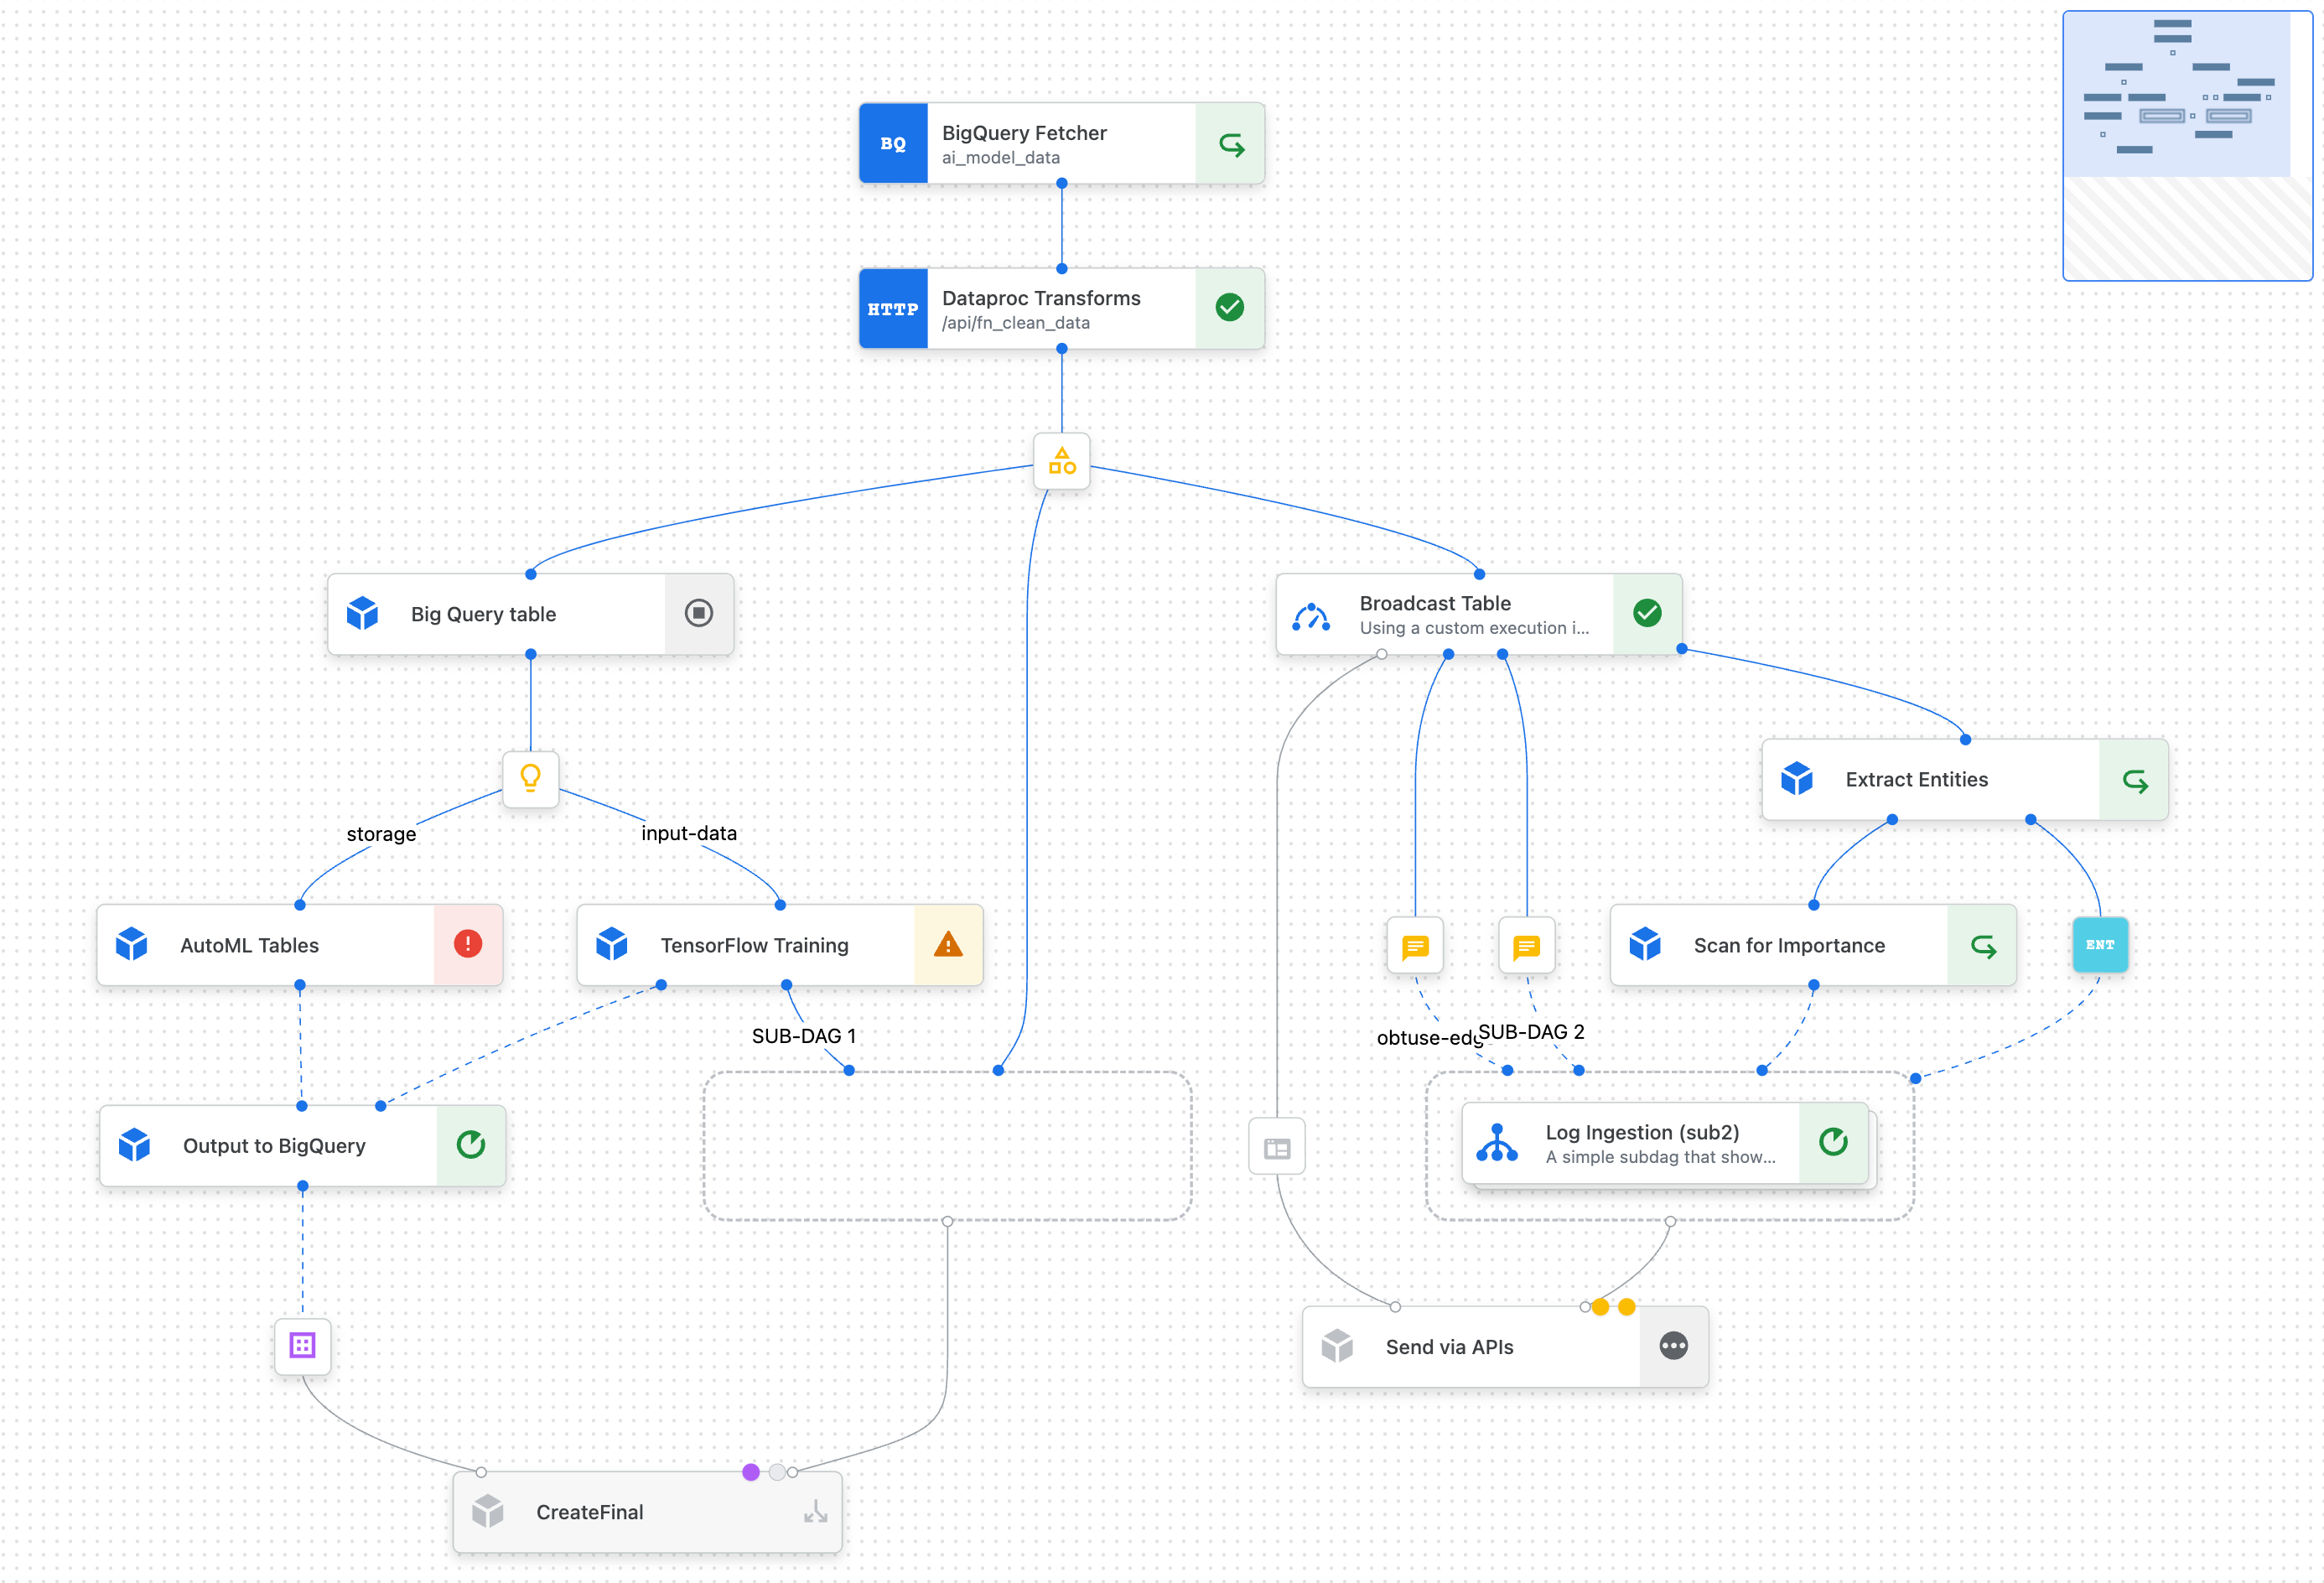 BQ
BigQuery Fetcher
ai_model_data
HTTP
Dataproc Transforms
/api/fn_clean_data
Big Query table
Broadcast Table
Using a custom execution i...
Extract Entities
storage
input-data
AutoML Tables
TensorFlow Training
Scan for Importance
ENT
SUB-DAG 1
obtuse-edg
SUB-DAG 2
Output to BigQuery
Log Ingestion (sub2)
A simple subdag that show...
Send via APIs
CreateFinal